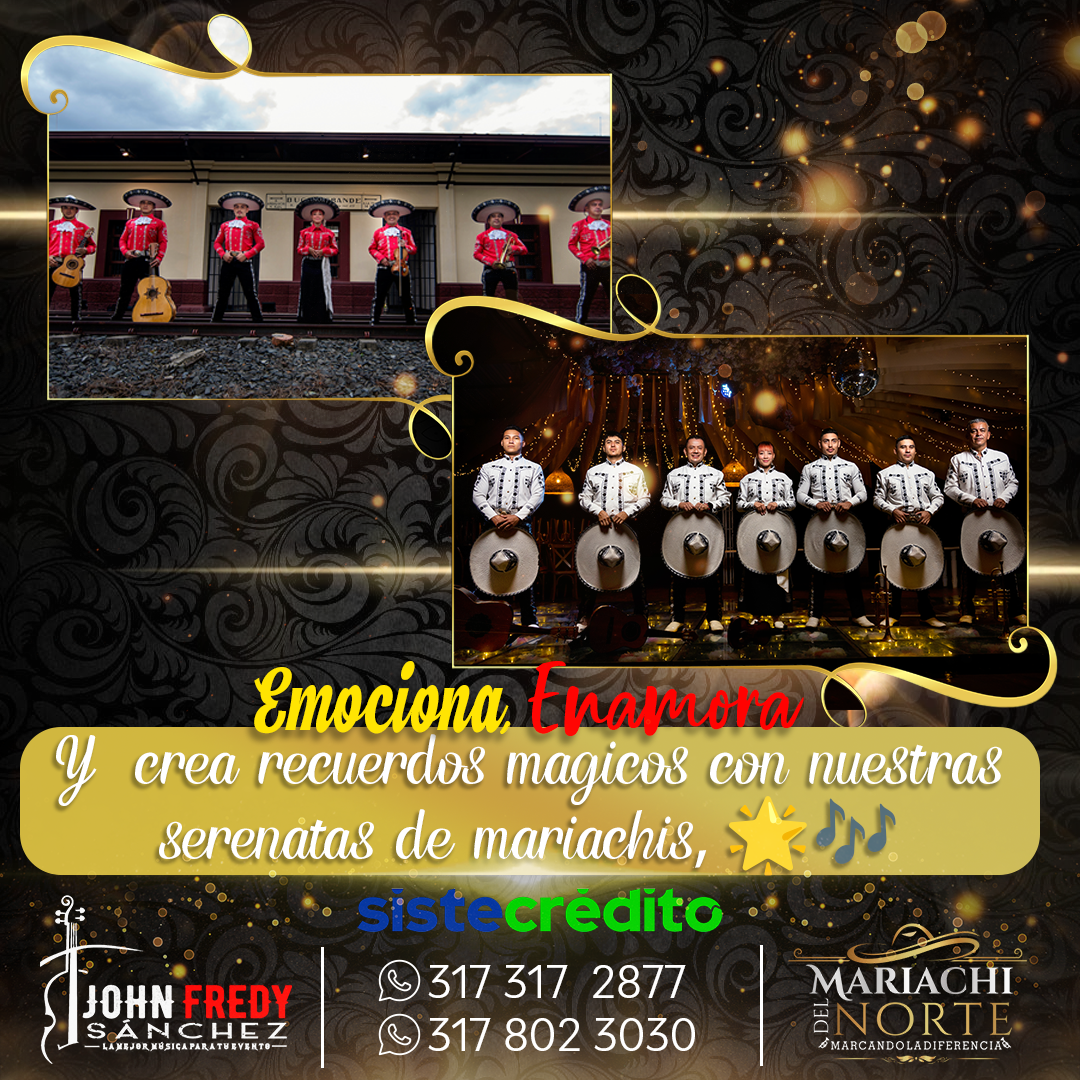 Emociona, Enamora
Y crea recuerdos magicos con nuestras
serenatas de mariachis, 🌟🎶
sistecrédito
JOHN FREDY
SÁNCHEZ
LA MEJOR MÚSICA PARA TU EVENTO
317 317 2877
317 802 3030
MARIACHI
DEL NORTE
MARCANDO LA DIFERENCIA